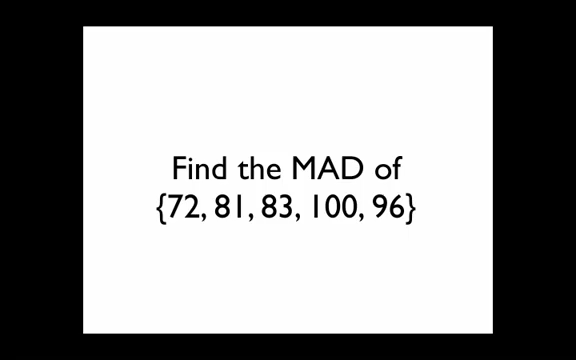 Find the MAD of
{72, 81, 83, 100, 96}